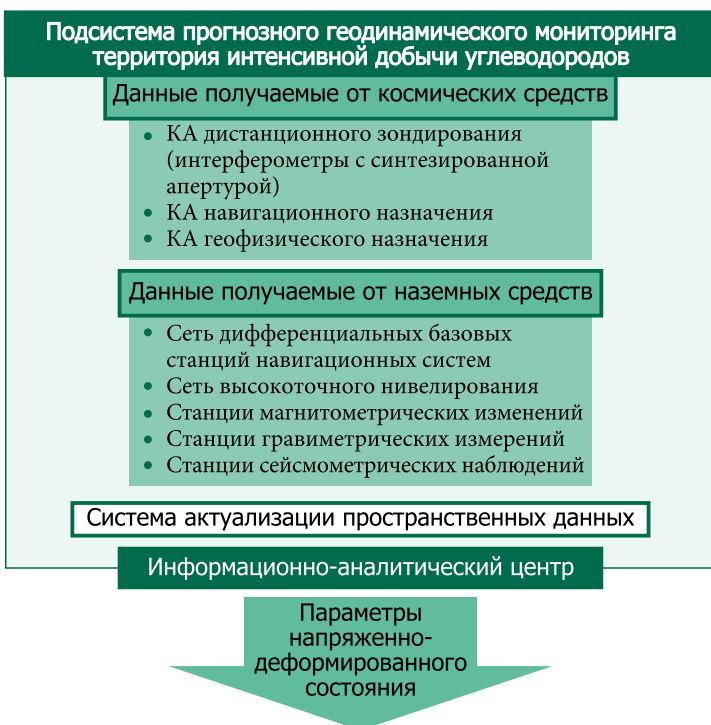 Подсистема прогнозного геодинамического мониторинга
территория интенсивной добычи углеводородов
Данные получаемые от космических средств
• КА дистанционного зондирования
(интерферометры с синтезированной
апертурой)
• КА навигационного назначения
• КА геофизического назначения
Данные получаемые от наземных средств
• Сеть дифференциальных базовых
станций навигационных систем
• Сеть высокоточного нивелирования
• Станции магнитометрических изменений
• Станции гравиметрических измерений
• Станции сейсмометрических наблюдений
Система актуализации пространственных данных
Информационно-аналитический центр
Параметры
напряженно-
деформированного
состояния